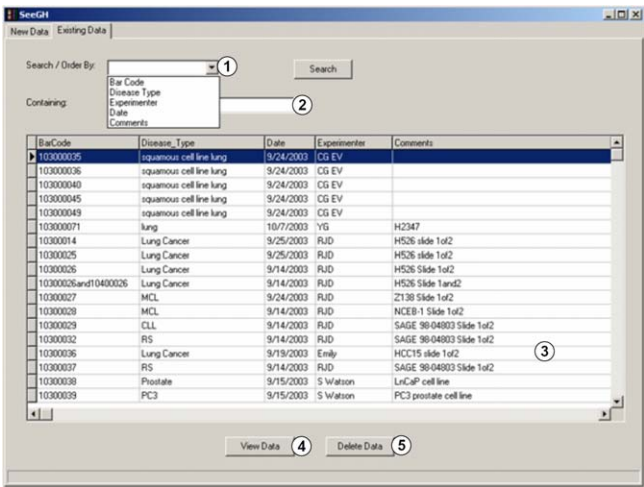 SeeGH
New Data Existing Data
Search / Order By: 1 Search
Bar Code
Disease Type
Experimenter
Date
Comments
Containing: 2
BarCode Disease_Type Date Experimenter Comments
103000035 squamous cell line lung 9/24/2003 CG EV
103000036 squamous cell line lung 9/24/2003 CG EV
103000040 squamous cell line lung 9/24/2003 CG EV
103000045 squamous cell line lung 9/24/2003 CG EV
103000049 squamous cell line lung 9/24/2003 CG EV
103000071 lung 10/7/2003 YG H2347
10300014 Lung Cancer 9/25/2003 RJD H526 slide 1of2
10300025 Lung Cancer 9/25/2003 RJD H526 slide 1of2
10300026 Lung Cancer 9/14/2003 RJD H526 Slide 1of2
10300026and10400026 Lung Cancer 9/14/2003 RJD H526 Slide 1and2
10300027 MCL 9/24/2003 RJD Z138 Slide 1of2
10300028 MCL 9/14/2003 RJD NCEB-1 Slide 1of2
10300029 CLL 9/14/2003 RJD SAGE 98-04803 Slide 1of2
10300032 RS 9/14/2003 RJD SAGE 98-04803 Slide 1of2
10300036 Lung Cancer 9/19/2003 Emily HCC15 slide 1of2 3
10300037 RS 9/14/2003 RJD SAGE 98-04803 Slide 1of2
10300038 Prostate 9/15/2003 S Watson LnCaP cell line
10300039 PC3 9/15/2003 S Watson PC3 prostate cell line
View Data 4 Delete Data 5